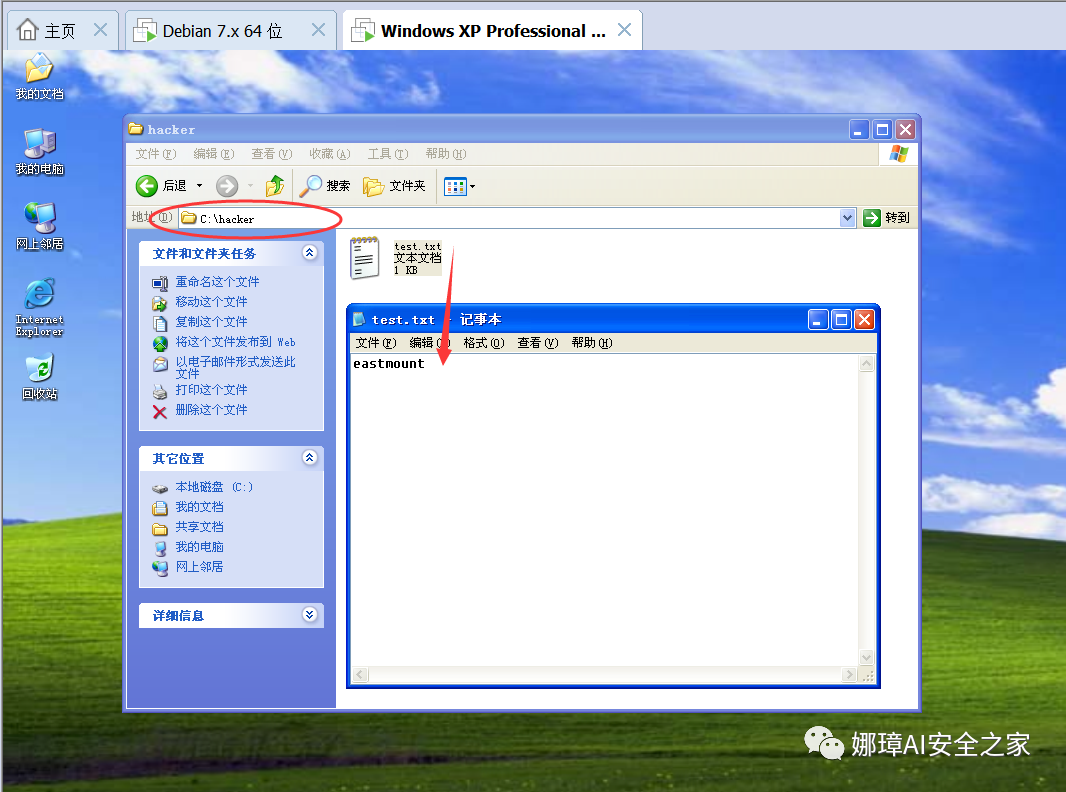 主页
Debian 7.x 64 位
Windows XP Professional ...
我的文档
我的电脑
网上邻居
Internet
Explorer
回收站
hacker
文件(F) 编辑(E) 查看(V) 收藏(A) 工具(T) 帮助(H)
后退 搜索 文件夹
地址(D) C:\hacker 转到
文件和文件夹任务
重命名这个文件
移动这个文件
复制这个文件
将这个文件发布到 Web
以电子邮件形式发送此
文件
打印这个文件
删除这个文件
其它位置
本地磁盘 (C:)
我的文档
共享文档
我的电脑
网上邻居
详细信息
test.txt
文本文档
1 KB
test.txt - 记事本
文件(F) 编辑 格式(O) 查看(V) 帮助(H)
eastmount
娜璋AI安全之家